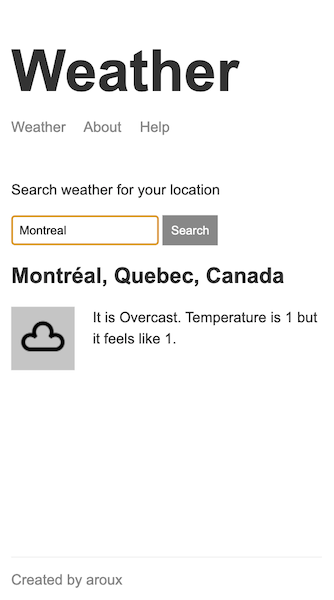 Weather
Weather About Help
Search weather for your location
Montreal Search
Montréal, Quebec, Canada
It is Overcast. Temperature is 1 but
it feels like 1.
Created by aroux